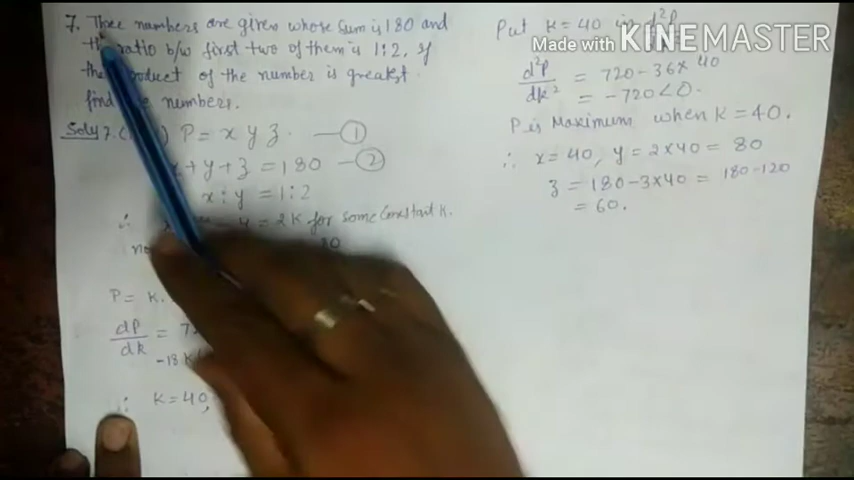 7. Three numbers are given whose sum is 180 and
ratio b/w first two of them is 1:2, if
the product of the number is greatest.
find numbers.
Soln 7. P = x y z. —①
x + y + z = 180 —②
x : y = 1:2
∴ y = 2K for some Constant K.
P = K.
dP/dK =
-18K
∴ K = 40,
Put K = 40 in d²P
Made with KINEMASTER
d²P/dK² = 720 - 36 × 40
= -720 < 0.
P is Maximum when K = 40.
∴ x = 40, y = 2×40 = 80
z = 180 - 3×40 = 180 - 120
= 60.